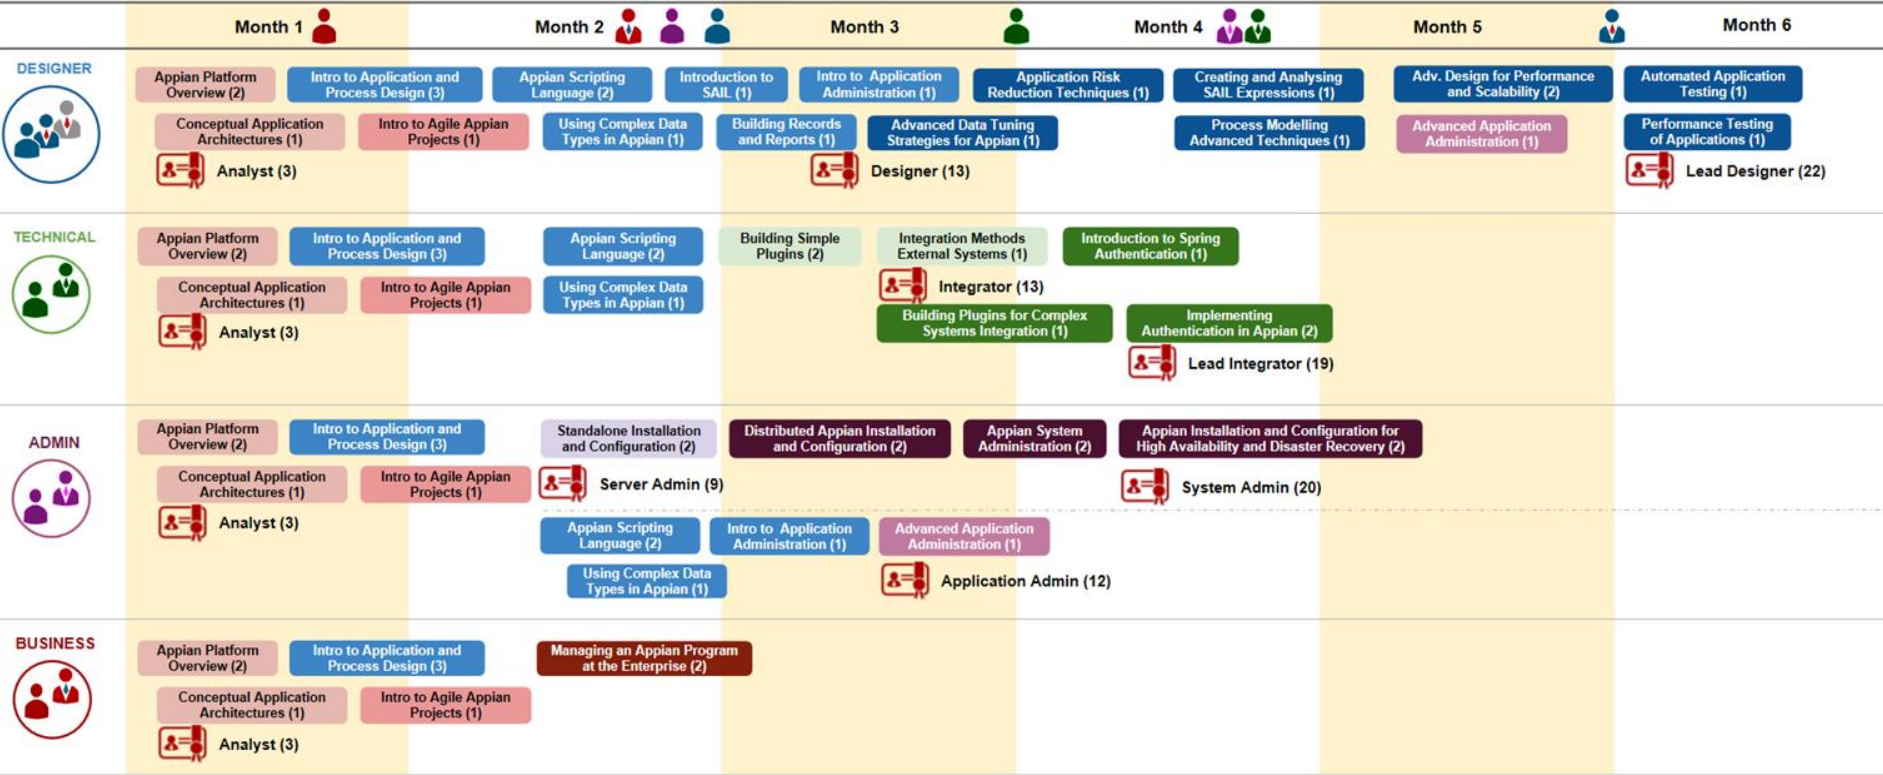 Month 1
Month 2
Month 3
Month 4
Month 5
Month 6
DESIGNER
Appian Platform
Overview (2)
Intro to Application and
Process Design (3)
Appian Scripting
Language (2)
Introduction to
SAIL (1)
Intro to Application
Administration (1)
Application Risk
Reduction Techniques (1)
Creating and Analysing
SAIL Expressions (1)
Adv. Design for Performance
and Scalability (2)
Automated Application
Testing (1)
Conceptual Application
Architectures (1)
Intro to Agile Appian
Projects (1)
Using Complex Data
Types in Appian (1)
Building Records
and Reports (1)
Advanced Data Tuning
Strategies for Appian (1)
Process Modelling
Advanced Techniques (1)
Advanced Application
Administration (1)
Performance Testing
of Applications (1)
Analyst (3)
Designer (13)
Lead Designer (22)
TECHNICAL
Appian Platform
Overview (2)
Intro to Application and
Process Design (3)
Appian Scripting
Language (2)
Building Simple
Plugins (2)
Integration Methods
External Systems (1)
Introduction to Spring
Authentication (1)
Conceptual Application
Architectures (1)
Intro to Agile Appian
Projects (1)
Using Complex Data
Types in Appian (1)
Integrator (13)
Building Plugins for Complex
Systems Integration (1)
Implementing
Authentication in Appian (2)
Analyst (3)
Lead Integrator (19)
ADMIN
Appian Platform
Overview (2)
Intro to Application and
Process Design (3)
Standalone Installation
and Configuration (2)
Distributed Appian Installation
and Configuration (2)
Appian System
Administration (2)
Appian Installation and Configuration for
High Availability and Disaster Recovery (2)
Conceptual Application
Architectures (1)
Intro to Agile Appian
Projects (1)
Server Admin (9)
System Admin (20)
Analyst (3)
Appian Scripting
Language (2)
Intro to Application
Administration (1)
Advanced Application
Administration (1)
Using Complex Data
Types in Appian (1)
Application Admin (12)
BUSINESS
Appian Platform
Overview (2)
Intro to Application and
Process Design (3)
Managing an Appian Program
at the Enterprise (2)
Conceptual Application
Architectures (1)
Intro to Agile Appian
Projects (1)
Analyst (3)